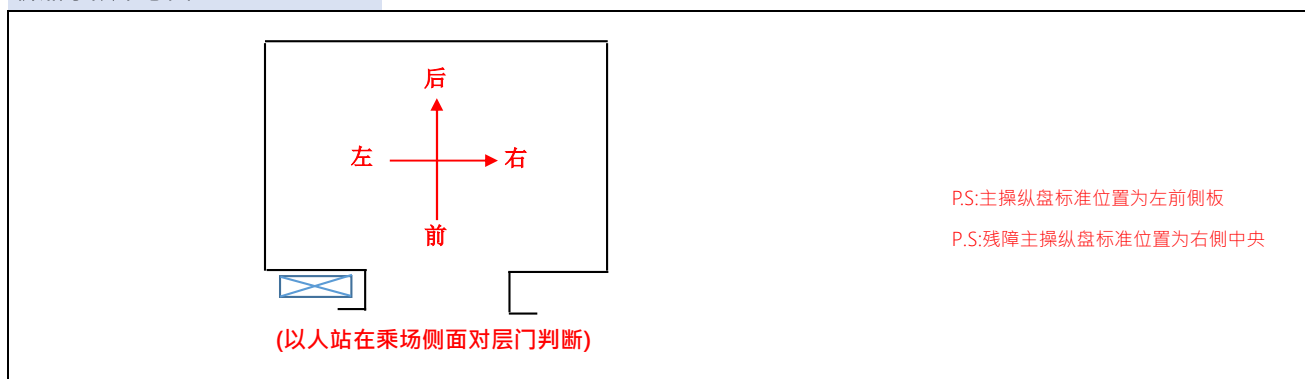 后
左
右
前
(以人站在乘场侧面对层门判断)
P.S:主操纵盘标准位置为左前側板
P.S:残障主操纵盘标准位置为右側中央